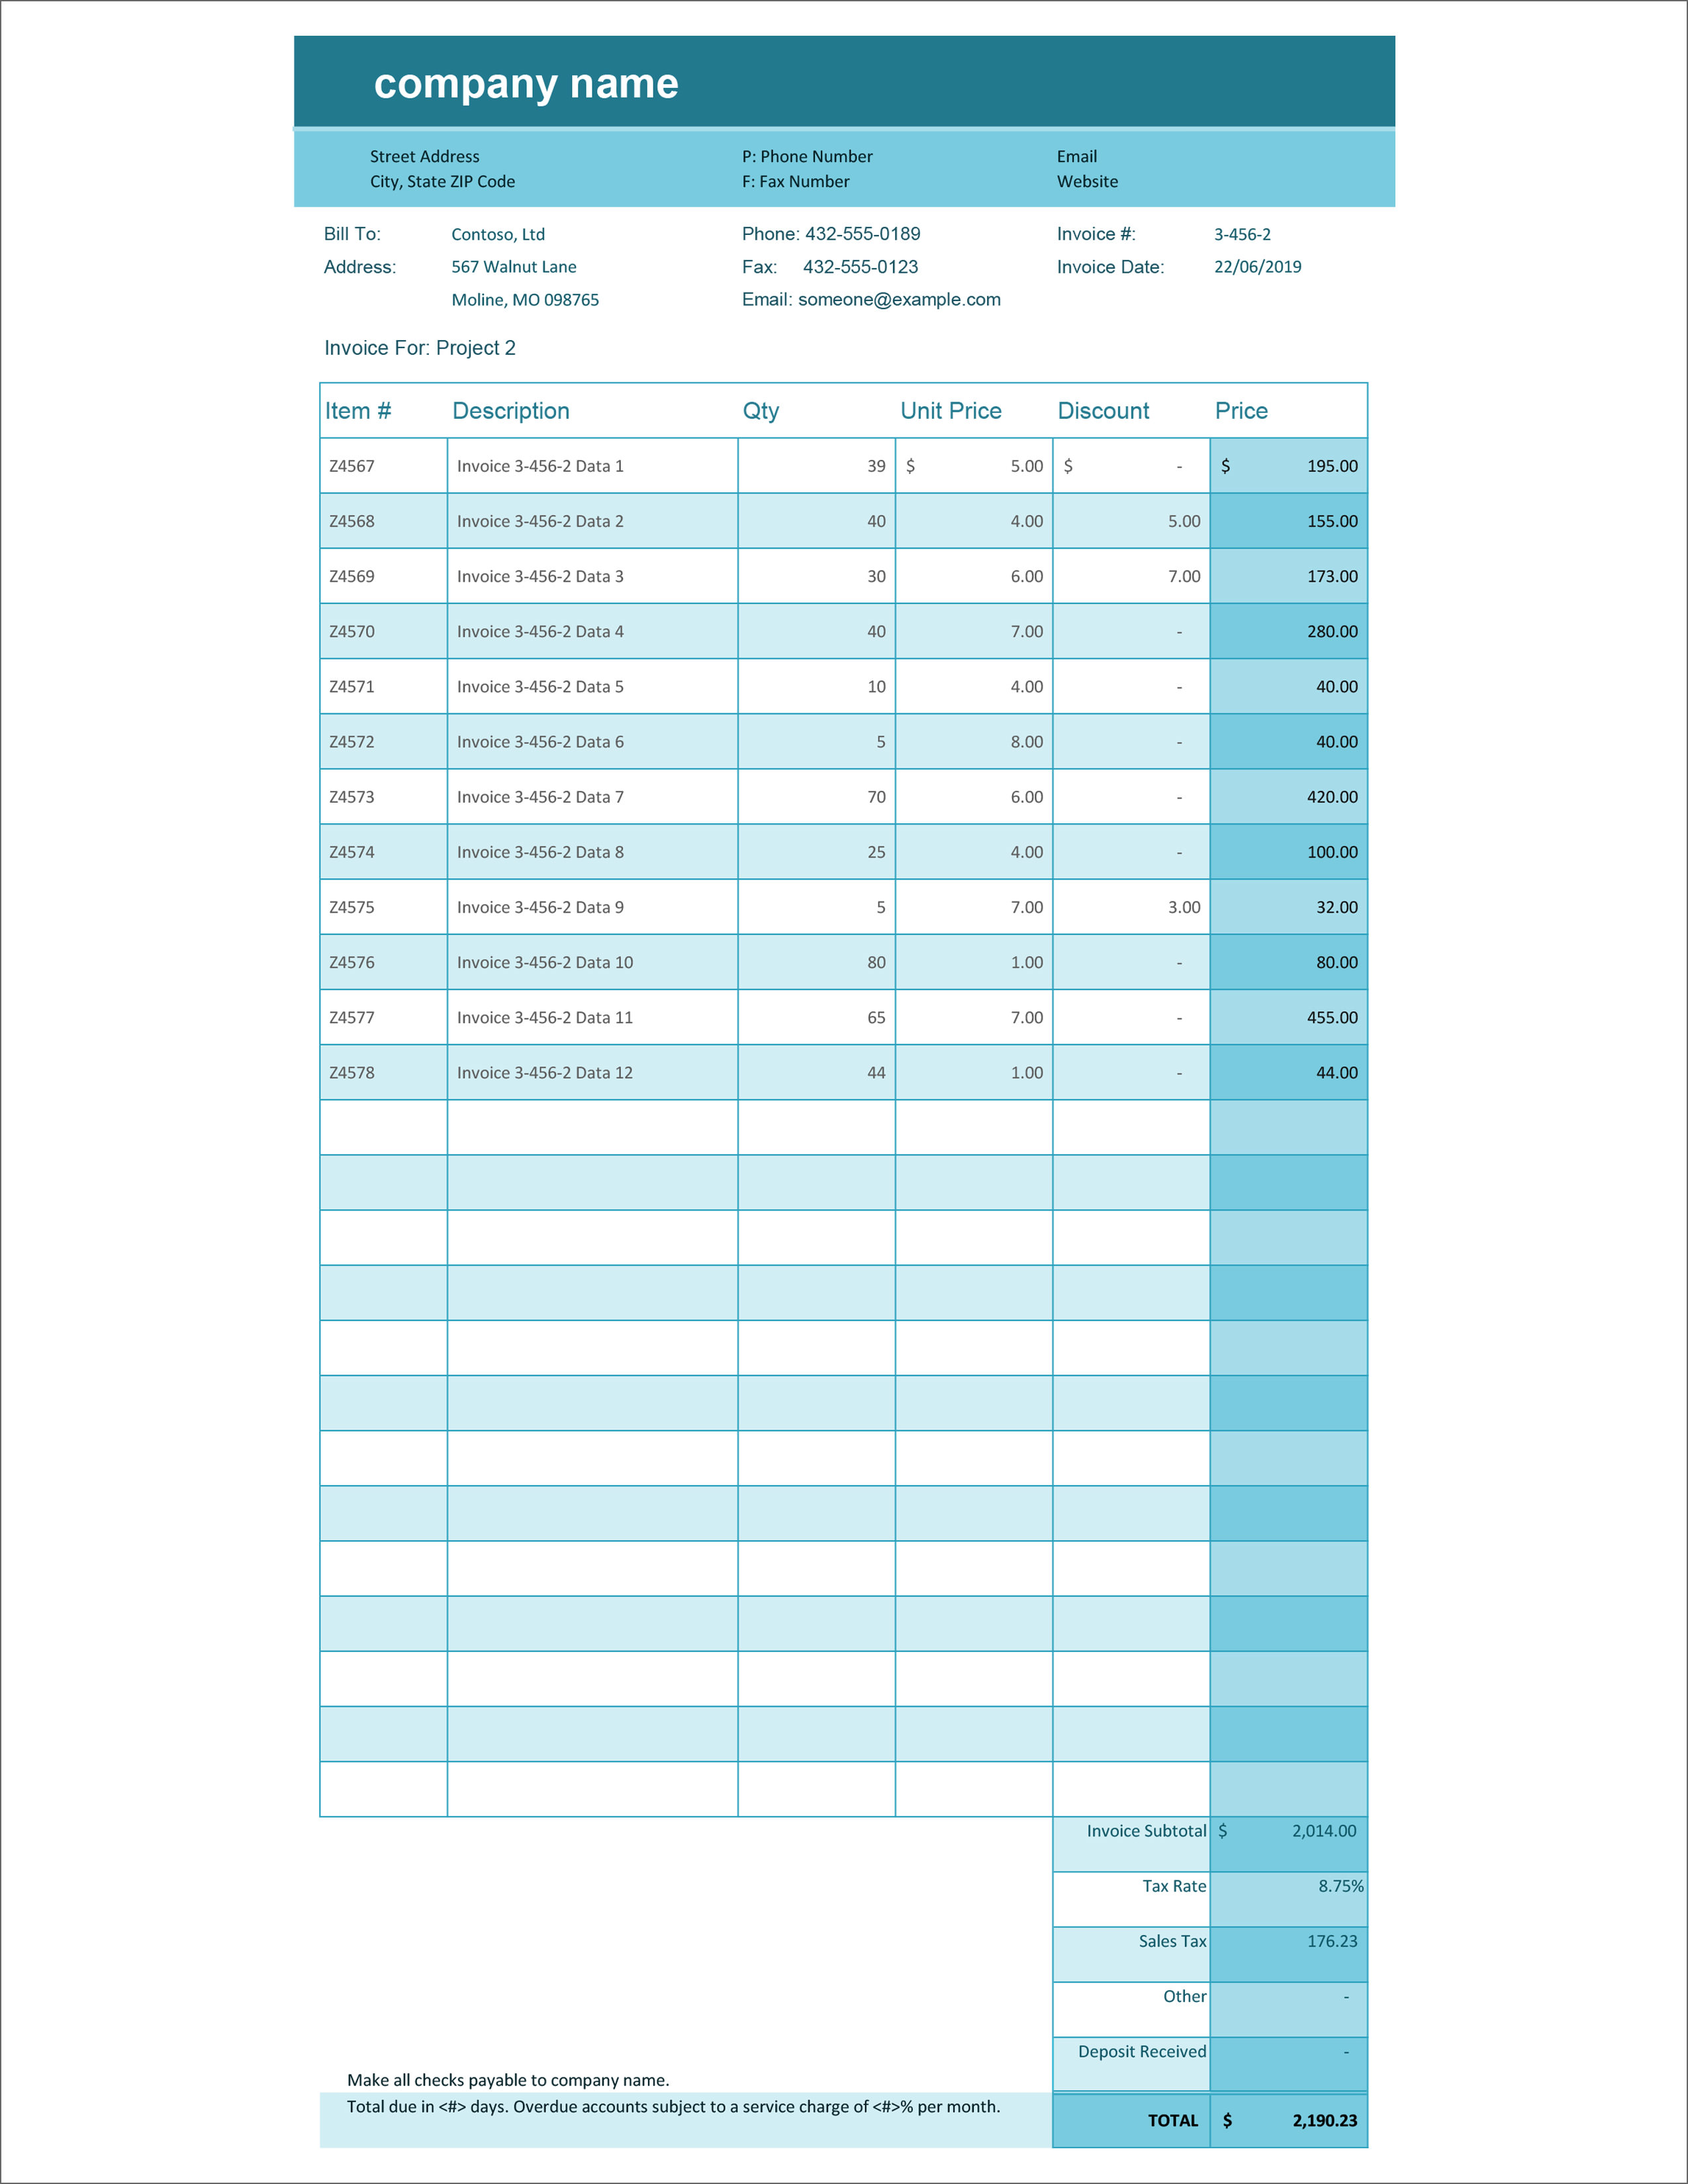 company name
Street Address P: Phone Number Email
City, State ZIP Code F: Fax Number Website
Bill To: Contoso, Ltd Phone: 432-555-0189 Invoice #: 3-456-2
Address: 567 Walnut Lane Fax: 432-555-0123 Invoice Date: 22/06/2019
Moline, MO 098765 Email: someone@example.com
Invoice For: Project 2
Item # Description Qty Unit Price Discount Price
Z4567 Invoice 3-456-2 Data 1 39 $ 5.00 $ - $ 195.00
Z4568 Invoice 3-456-2 Data 2 40 4.00 5.00 155.00
Z4569 Invoice 3-456-2 Data 3 30 6.00 7.00 173.00
Z4570 Invoice 3-456-2 Data 4 40 7.00 - 280.00
Z4571 Invoice 3-456-2 Data 5 10 4.00 - 40.00
Z4572 Invoice 3-456-2 Data 6 5 8.00 - 40.00
Z4573 Invoice 3-456-2 Data 7 70 6.00 - 420.00
Z4574 Invoice 3-456-2 Data 8 25 4.00 - 100.00
Z4575 Invoice 3-456-2 Data 9 5 7.00 3.00 32.00
Z4576 Invoice 3-456-2 Data 10 80 1.00 - 80.00
Z4577 Invoice 3-456-2 Data 11 65 7.00 - 455.00
Z4578 Invoice 3-456-2 Data 12 44 1.00 - 44.00
Invoice Subtotal $ 2,014.00
Tax Rate 8.75%
Sales Tax 176.23
Other -
Deposit Received -
Make all checks payable to company name.
Total due in <#> days. Overdue accounts subject to a service charge of <#>% per month.
TOTAL $ 2,190.23